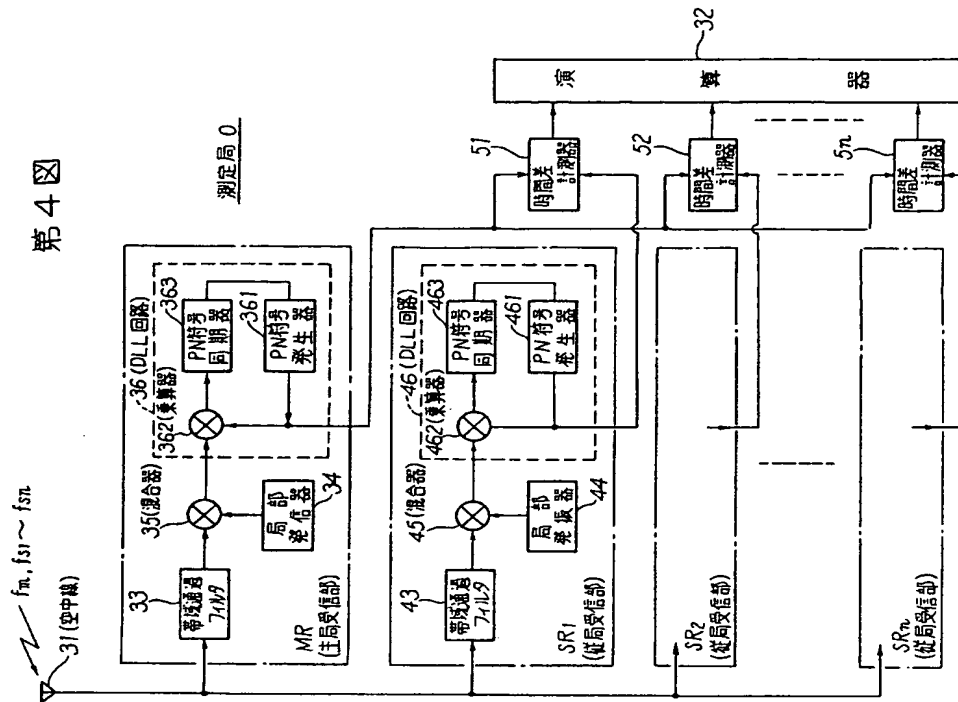 第4図
測定局0
fm, fs1~fsn
31(空中線)
MR
(主局受信部)
33
帯域通過
フィルタ
35(混合器)
局部
発信器
34
36(DLL回路)
362(乗算器)
PN符号
同期器
363
PN符号
発生器
361
SR1
(従局受信部)
43
帯域通過
フィルタ
45(混合器)
局部
発振器
44
46(DLL回路)
462(乗算器)
PN符号
同期器
463
PN符号
発生器
461
SR2
(従局受信部)
SRn
(従局受信部)
51
時間差
計測器
52
時間差
計測器
5n
時間差
計測器
演算器
32